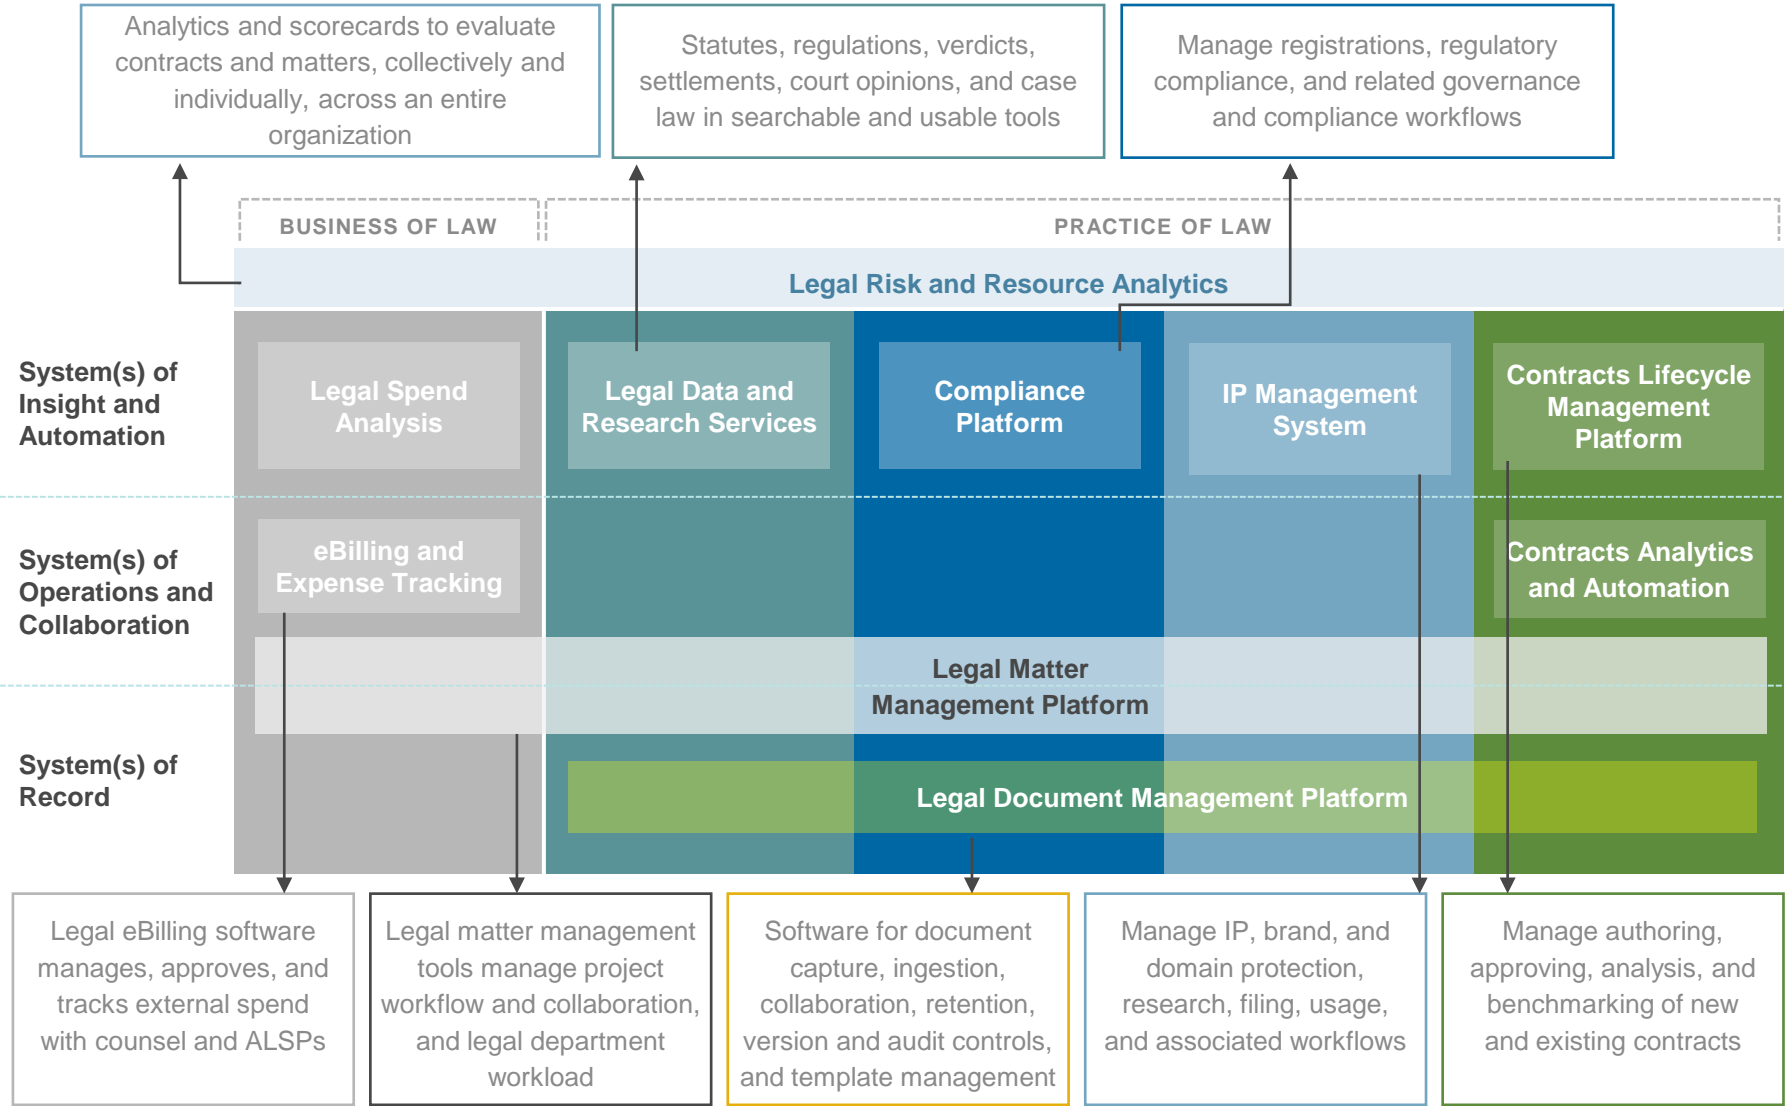 Analytics and scorecards to evaluate
contracts and matters, collectively and
individually, across an entire
organization
Statutes, regulations, verdicts,
settlements, court opinions, and case
law in searchable and usable tools
Manage registrations, regulatory
compliance, and related governance
and compliance workflows
BUSINESS OF LAW
PRACTICE OF LAW
Legal Risk and Resource Analytics
System(s) of
Insight and
Automation
Legal Spend
Analysis
Legal Data and
Research Services
Compliance
Platform
IP Management
System
Contracts Lifecycle
Management
Platform
System(s) of
Operations and
Collaboration
eBilling and
Expense Tracking
Contracts Analytics
and Automation
Legal Matter
Management Platform
System(s) of
Record
Legal Document Management Platform
Legal eBilling software
manages, approves, and
tracks external spend
with counsel and ALSPs
Legal matter management
tools manage project
workflow and collaboration,
and legal department
workload
Software for document
capture, ingestion,
collaboration, retention,
version and audit controls,
and template management
Manage IP, brand, and
domain protection,
research, filing, usage,
and associated workflows
Manage authoring,
approving, analysis, and
benchmarking of new
and existing contracts